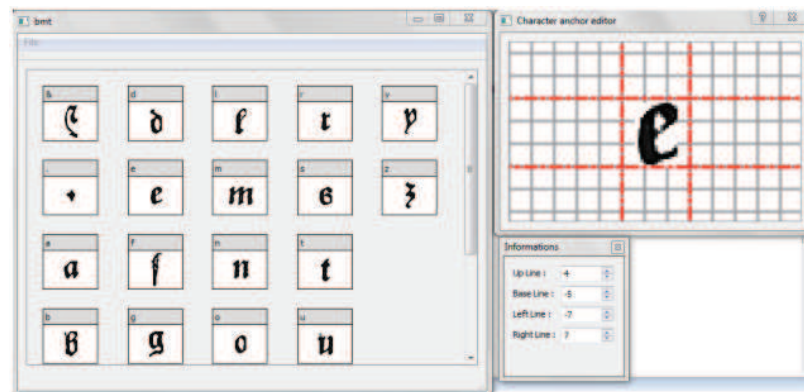 bmt
File
& d l r v
& d l r v
. e m s z
. e m s z
a F n t
a ſ n t
b g o u
b g o u
Character anchor editor
e
Informations
Up Line : 4
Base Line : -5
Left Line : -7
Right Line : 7